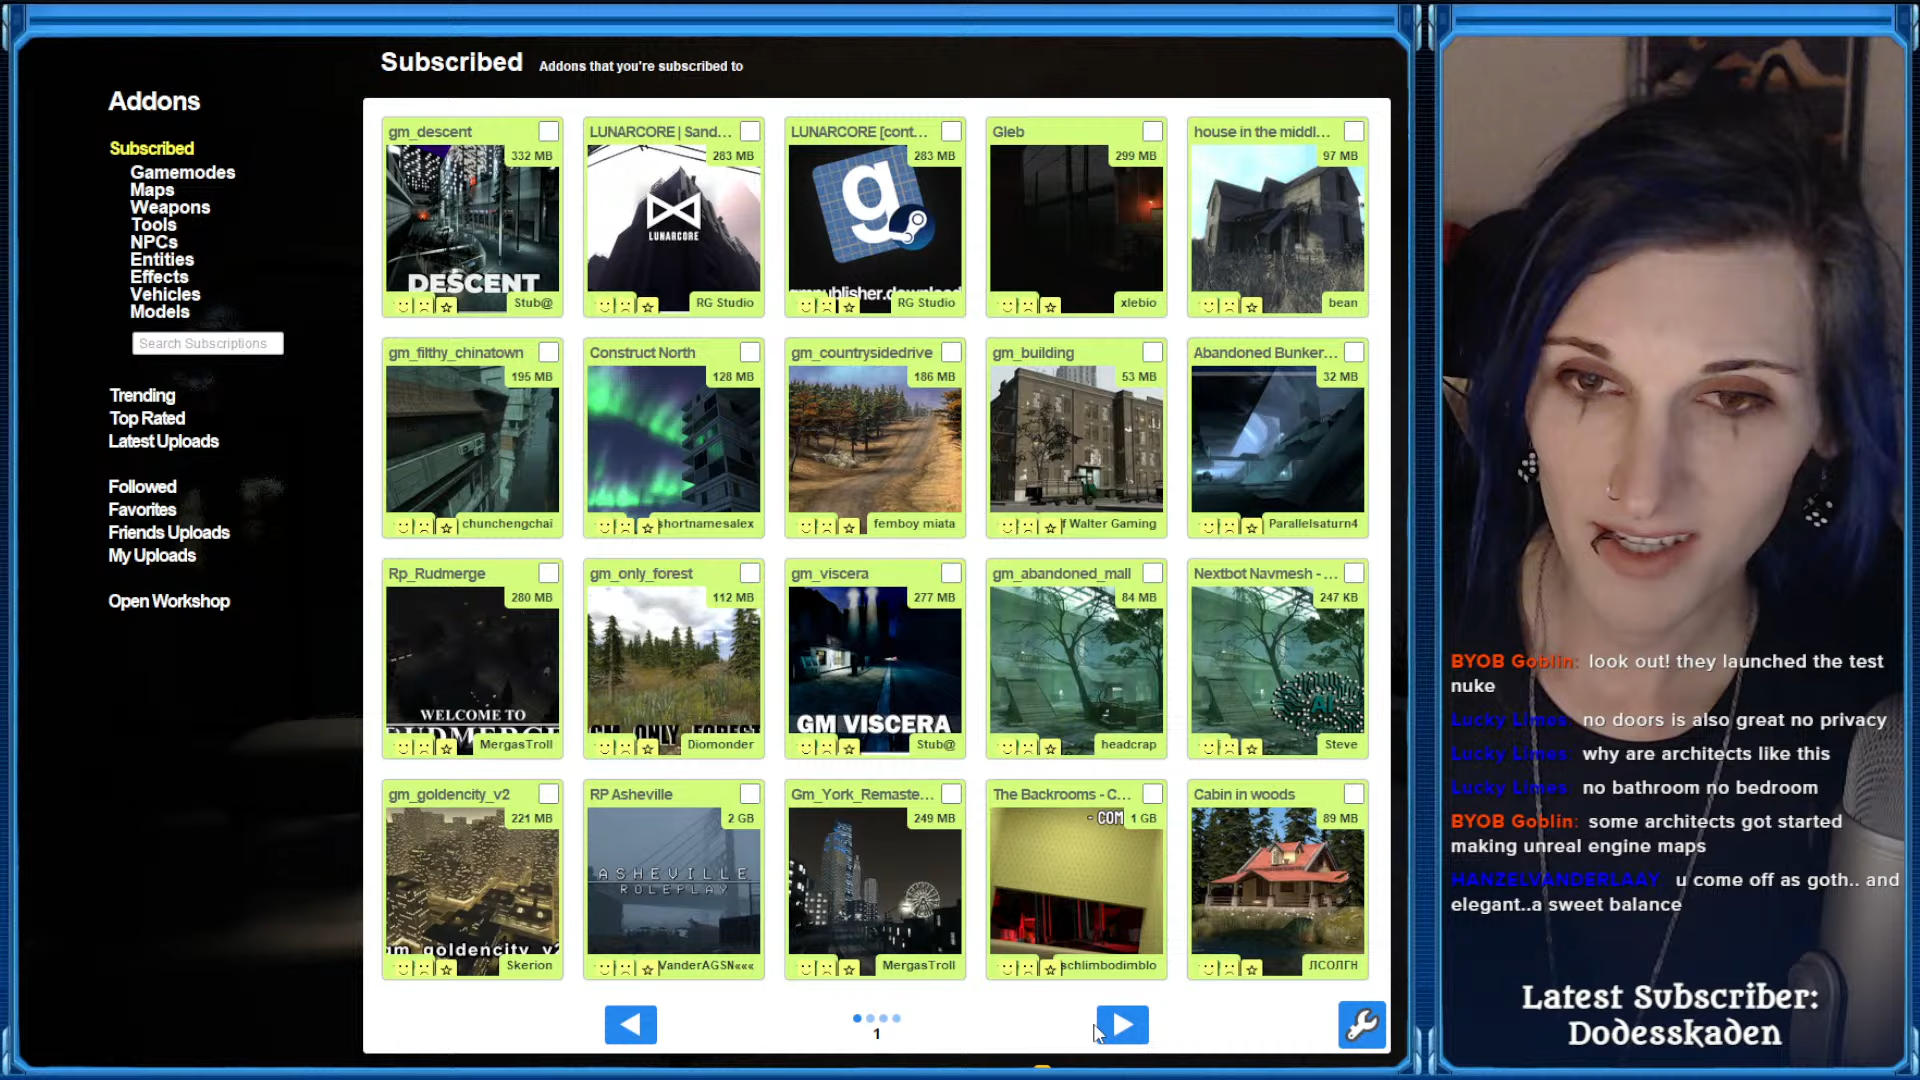 Subscribed Addons that you're subscribed to
Addons
Subscribed
Gamemodes
Maps
Weapons
Tools
NPCs
Entities
Effects
Vehicles
Models
Search Subscriptions
Trending
Top Rated
Latest Uploads
Followed
Favorites
Friends Uploads
My Uploads
Open Workshop
gm_descent
332 MB
DESCENT
Stub@
LUNARCORE | Sand...
283 MB
LUNARCORE
RG Studio
LUNARCORE [cont...
283 MB
g
gmpublisher.download
RG Studio
Gleb
299 MB
xlebio
house in the middl...
97 MB
bean
gm_filthy_chinatown
195 MB
chunchengchai
Construct North
128 MB
shortnamesalex
gm_countrysidedrive
186 MB
femboy miata
gm_building
53 MB
f Walter Gaming
Abandoned Bunker...
32 MB
Parallelsaturn4
Rp_Rudmerge
280 MB
WELCOME TO
RUDMERGE
MergasTroll
gm_only_forest
112 MB
GM_ONLY_FOREST
Diomonder
gm_viscera
277 MB
GM VISCERA
Stub@
gm_abandoned_mall
84 MB
headcrap
Nextbot Navmesh - ...
247 KB
AI
Steve
gm_goldencity_v2
221 MB
gm_goldencity_v2
Skerion
RP Asheville
2 GB
ASHEVILLE
ROLEPLAY
VanderAGSN«««
Gm_York_Remaste...
249 MB
MergasTroll
The Backrooms - C...
- COM
1 GB
schlimbodimblo
Cabin in woods
89 MB
ЛСОЛГН
1
BYOB Goblin: look out! they launched the test
nuke
Lucky Limes no doors is also great no privacy
Lucky Limes why are architects like this
Lucky Limes no bathroom no bedroom
BYOB Goblin: some architects got started
making unreal engine maps
HANZELVANDERLAAY u come off as goth.. and
elegant..a sweet balance
Latest Subscriber:
Dodesskaden